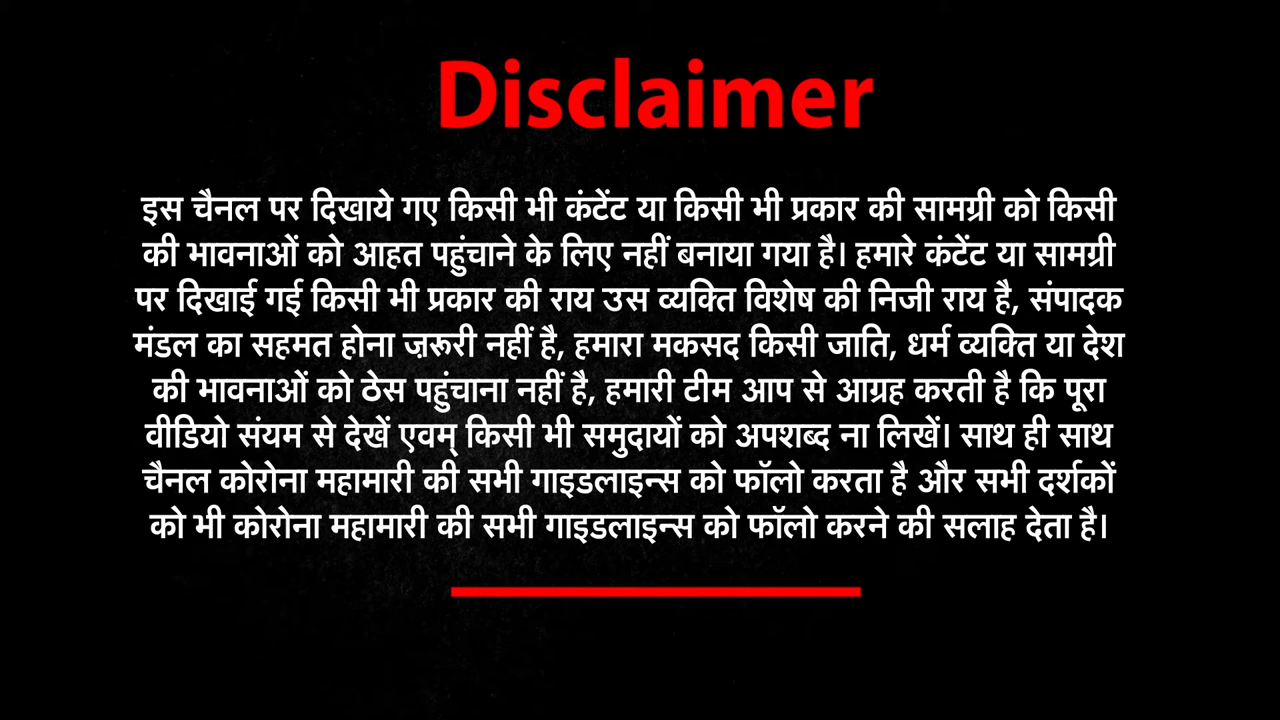 Disclaimer
इस चैनल पर दिखाये गए किसी भी कंटेंट या किसी भी प्रकार की सामग्री को किसी
की भावनाओं को आहत पहुंचाने के लिए नहीं बनाया गया है। हमारे कंटेंट या सामग्री
पर दिखाई गई किसी भी प्रकार की राय उस व्यक्ति विशेष की निजी राय है, संपादक
मंडल का सहमत होना ज़रूरी नहीं है, हमारा मकसद किसी जाति, धर्म व्यक्ति या देश
की भावनाओं को ठेस पहुंचाना नहीं है, हमारी टीम आप से आग्रह करती है कि पूरा
वीडियो संयम से देखें एवम् किसी भी समुदायों को अपशब्द ना लिखें। साथ ही साथ
चैनल कोरोना महामारी की सभी गाइडलाइन्स को फॉलो करता है और सभी दर्शकों
को भी कोरोना महामारी की सभी गाइडलाइन्स को फॉलो करने की सलाह देता है।